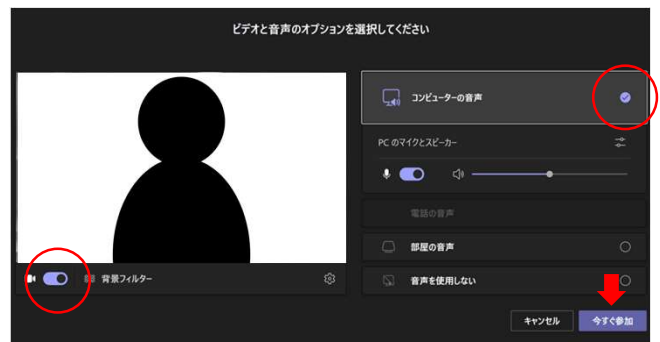 ビデオと音声のオプションを選択してください
コンピューターの音声
PC のマイクとスピーカー
電話の音声
部屋の音声
背景フィルター
音声を使用しない
キャンセル
今すぐ参加